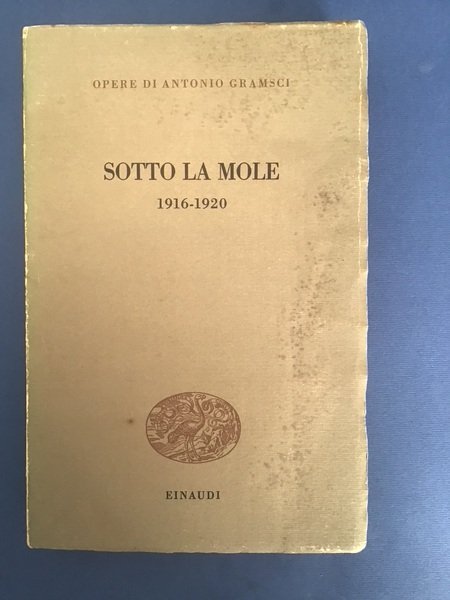 OPERE DI ANTONIO GRAMSCI
SOTTO LA MOLE
1916-1920
EINAUDI